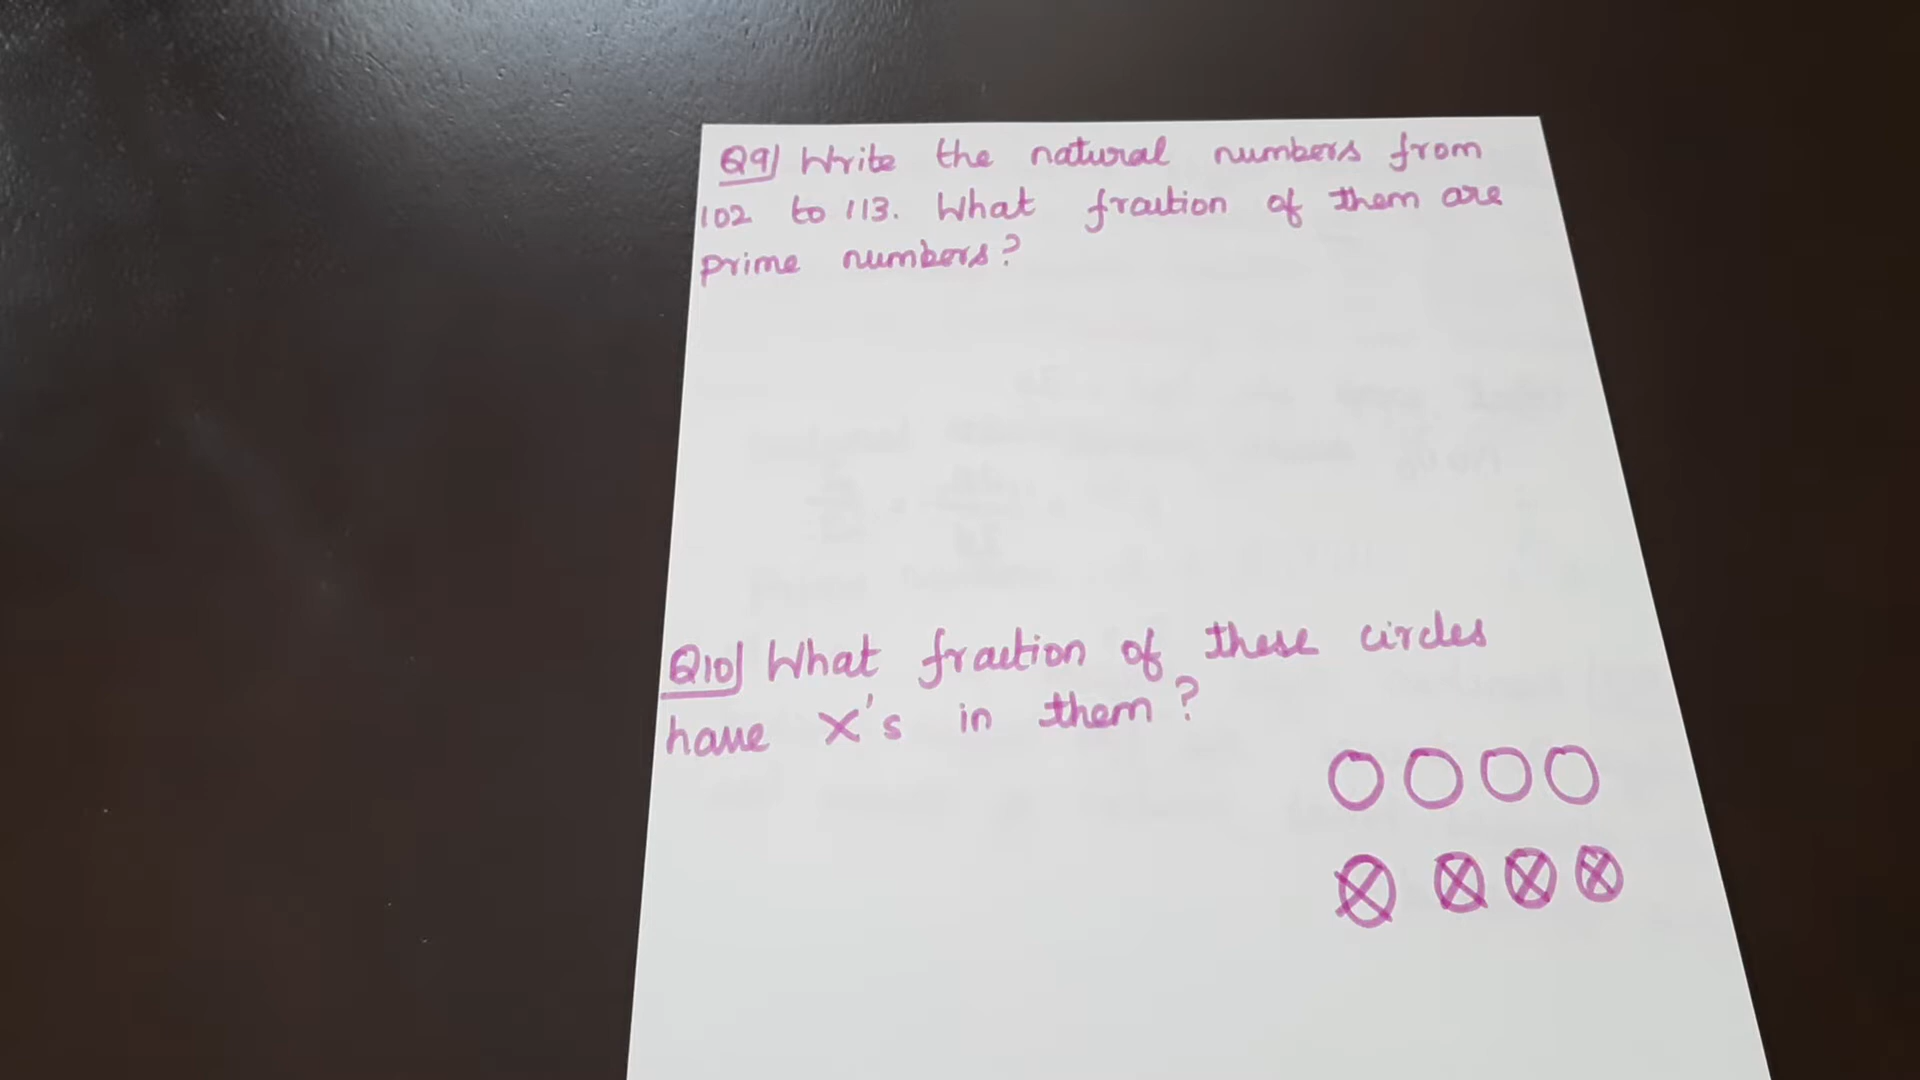 Q9) Write the natural numbers from
102 to 113. What fraction of them are
prime numbers?
Q10) What fraction of these circles
have X's in them?